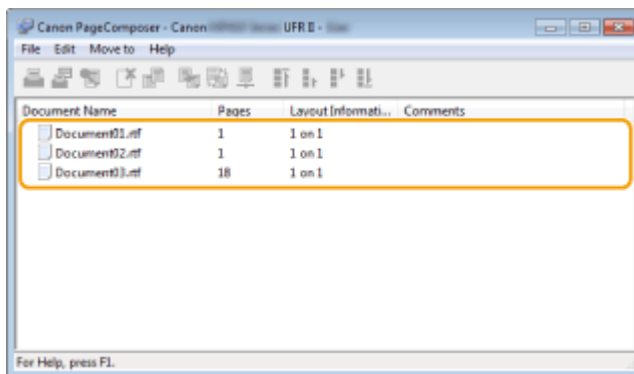 Canon PageComposer - Canon UFR II -
File Edit Move to Help
Document Name Pages Layout Informati... Comments
Document01.rtf 1 1 on 1
Document02.rtf 1 1 on 1
Document03.rtf 18 1 on 1
For Help, press F1.